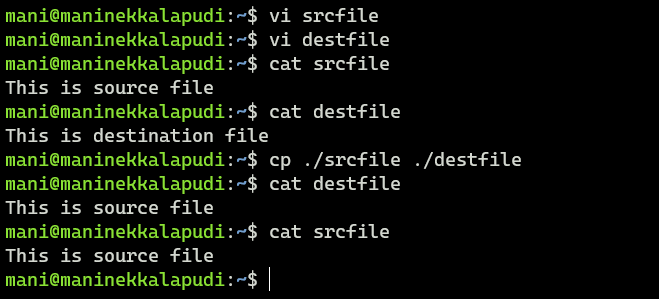 mani@maninekkalapudi:~$ vi srcfile
mani@maninekkalapudi:~$ vi destfile
mani@maninekkalapudi:~$ cat srcfile
This is source file
mani@maninekkalapudi:~$ cat destfile
This is destination file
mani@maninekkalapudi:~$ cp ./srcfile ./destfile
mani@maninekkalapudi:~$ cat destfile
This is source file
mani@maninekkalapudi:~$ cat srcfile
This is source file
mani@maninekkalapudi:~$